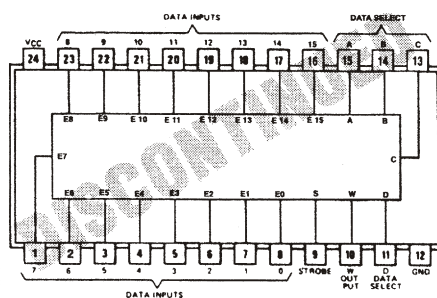 DATA INPUTS DATA SELECT
VCC 8 9 10 11 12 13 14 15 A B C
24 23 22 21 20 19 18 17 16 15 14 13
E8 E9 E10 E11 E12 E13 E14 E15 A B
E7 C
E6 E5 E4 E3 E2 E1 E0 S W D
1 2 3 4 5 6 7 8 9 10 11 12
7 6 5 4 3 2 1 0 STROBE W D GND
OUT DATA
PUT SELECT
DATA INPUTS
DISCONTINUED